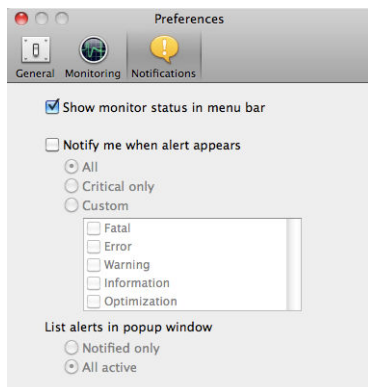 Preferences
General Monitoring Notifications
Show monitor status in menu bar
Notify me when alert appears
All
Critical only
Custom
Fatal
Error
Warning
Information
Optimization
List alerts in popup window
Notified only
All active